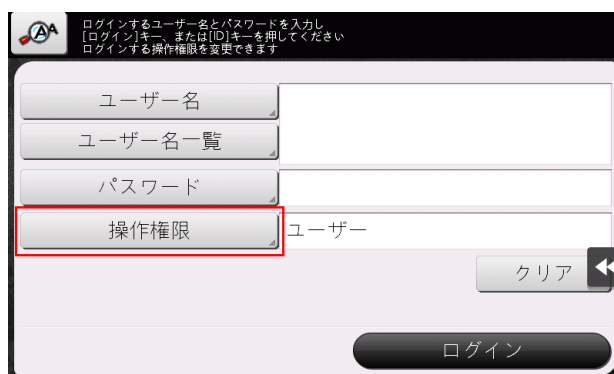 AA
ログインするユーザー名とパスワードを入力し
[ログイン]キー、または[ID]キーを押してください
ログインする操作権限を変更できます
ユーザー名
ユーザー名一覧
パスワード
操作権限
ユーザー
クリア
ログイン